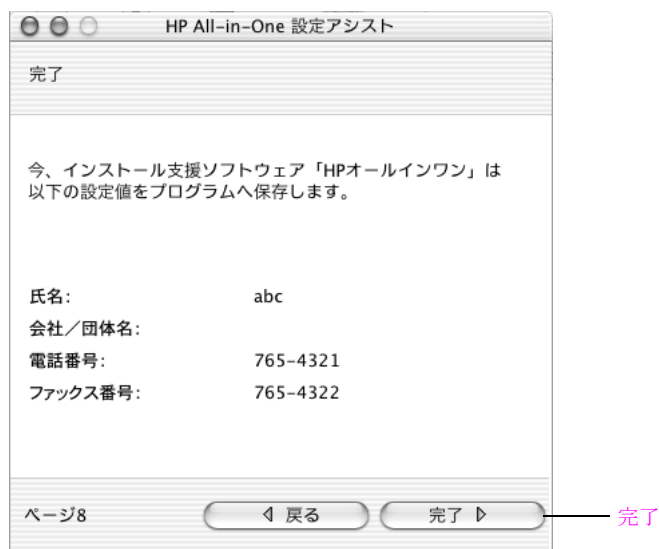 HP All-in-One 設定アシスト
完了
今、インストール支援ソフトウェア「HPオールインワン」は
以下の設定値をプログラムへ保存します。
氏名: abc
会社／団体名:
電話番号: 765-4321
ファックス番号: 765-4322
ページ8 戻る 完了 完了